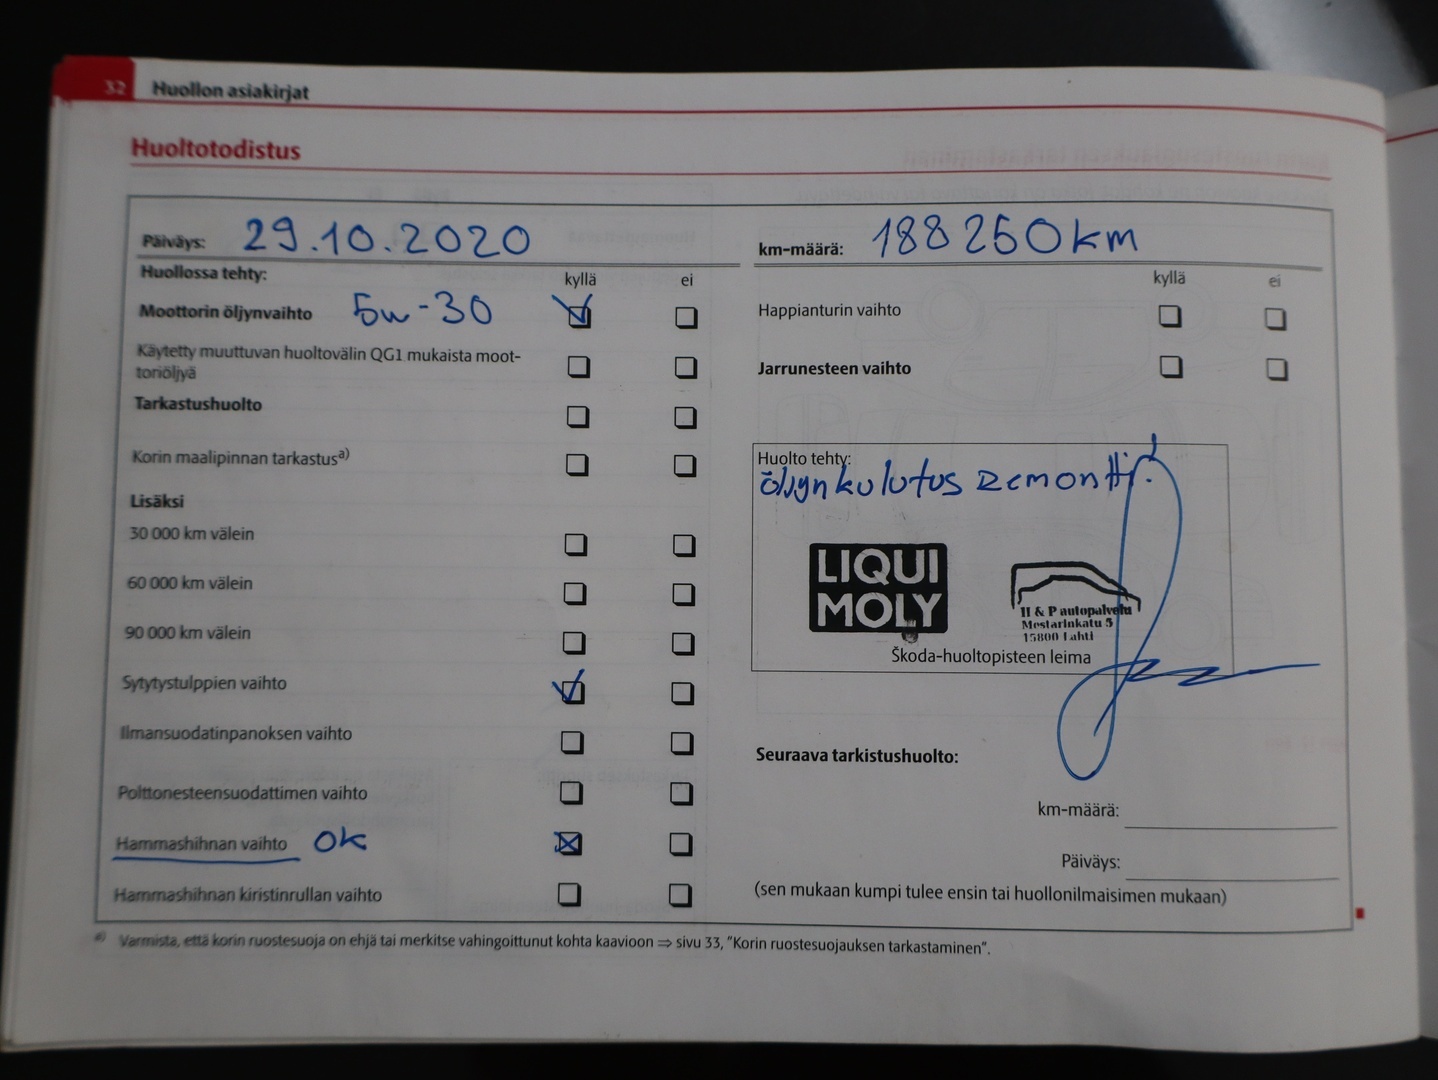 32 Huollon asiakirjat
Huoltotodistus
Päiväys: 29.10.2020
km-määrä: 188 250 km
Huollossa tehty:
kyllä ei
kyllä ei
Moottorin öljynvaihto 5w-30
Käytetty muuttuvan huoltovälin QG1 mukaista moot-
toriöljyä
Tarkastushuolto
Korin maalipinnan tarkastus a)
Lisäksi
30 000 km välein
60 000 km välein
90 000 km välein
Sytytystulppien vaihto
Ilmansuodatinpanoksen vaihto
Polttonesteensuodattimen vaihto
Hammashihnan vaihto OK
Hammashihnan kiristinrullan vaihto
Happianturin vaihto
Jarrunesteen vaihto
Huolto tehty:
öljynkulutus remontti!
LIQUI
MOLY
H & P autopalvelu
Mestarinkatu 5
15800 Lahti
Škoda-huoltopisteen leima
Seuraava tarkistushuolto:
km-määrä:
Päiväys:
(sen mukaan kumpi tulee ensin tai huollonilmaisimen mukaan)
a) Varmista, että korin ruostesuoja on ehjä tai merkitse vahingoittunut kohta kaavioon ⇒ sivu 33, "Korin ruostesuojauksen tarkastaminen".